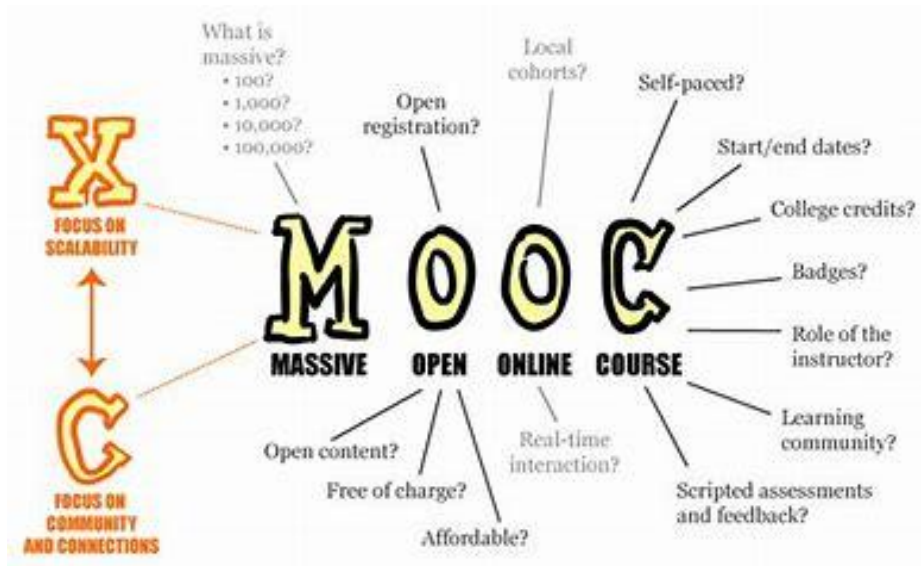 What is
massive?
• 100?
• 1,000?
• 10,000?
• 100,000?
Open
registration?
Local
cohorts?
Self-paced?
Start/end dates?
College credits?
Badges?
Role of the
instructor?
Learning
community?
Scripted assessments
and feedback?
X
FOCUS ON
SCALABILITY
C
FOCUS ON
COMMUNITY
AND CONNECTIONS
MOOC
MASSIVE OPEN ONLINE COURSE
Open content?
Free of charge?
Affordable?
Real-time
interaction?